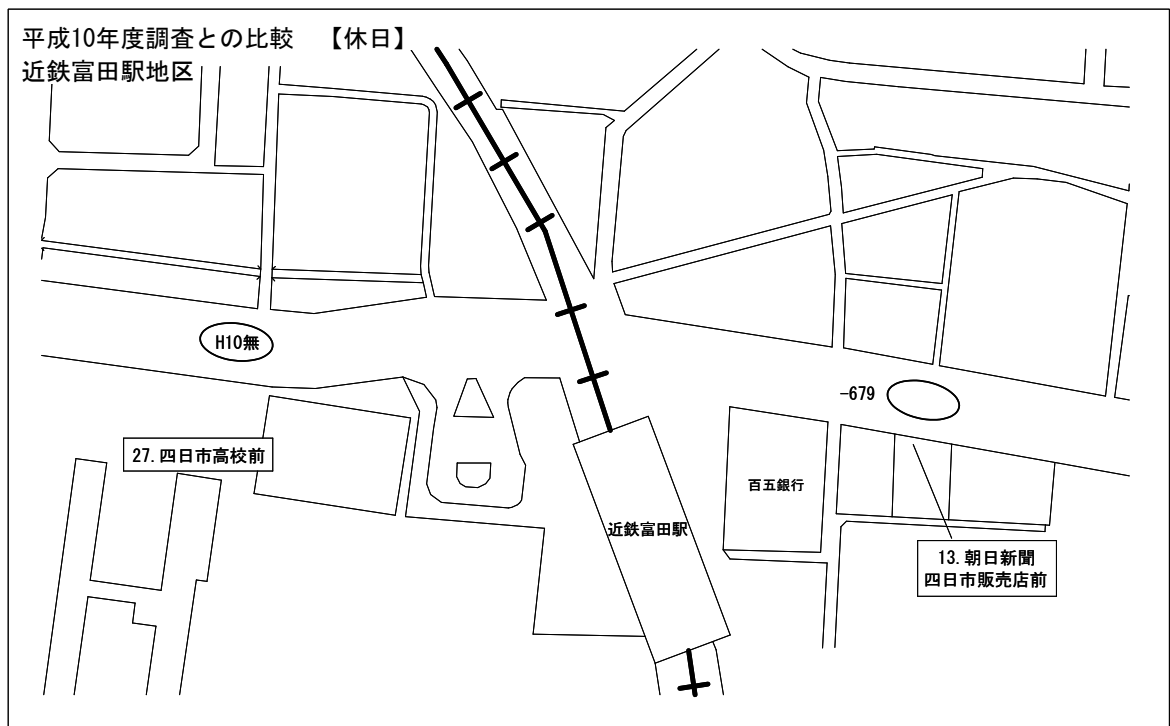 平成10年度調査との比較　【休日】
近鉄富田駅地区
H10無
-679
27.四日市高校前
百五銀行
近鉄富田駅
13.朝日新聞
四日市販売店前